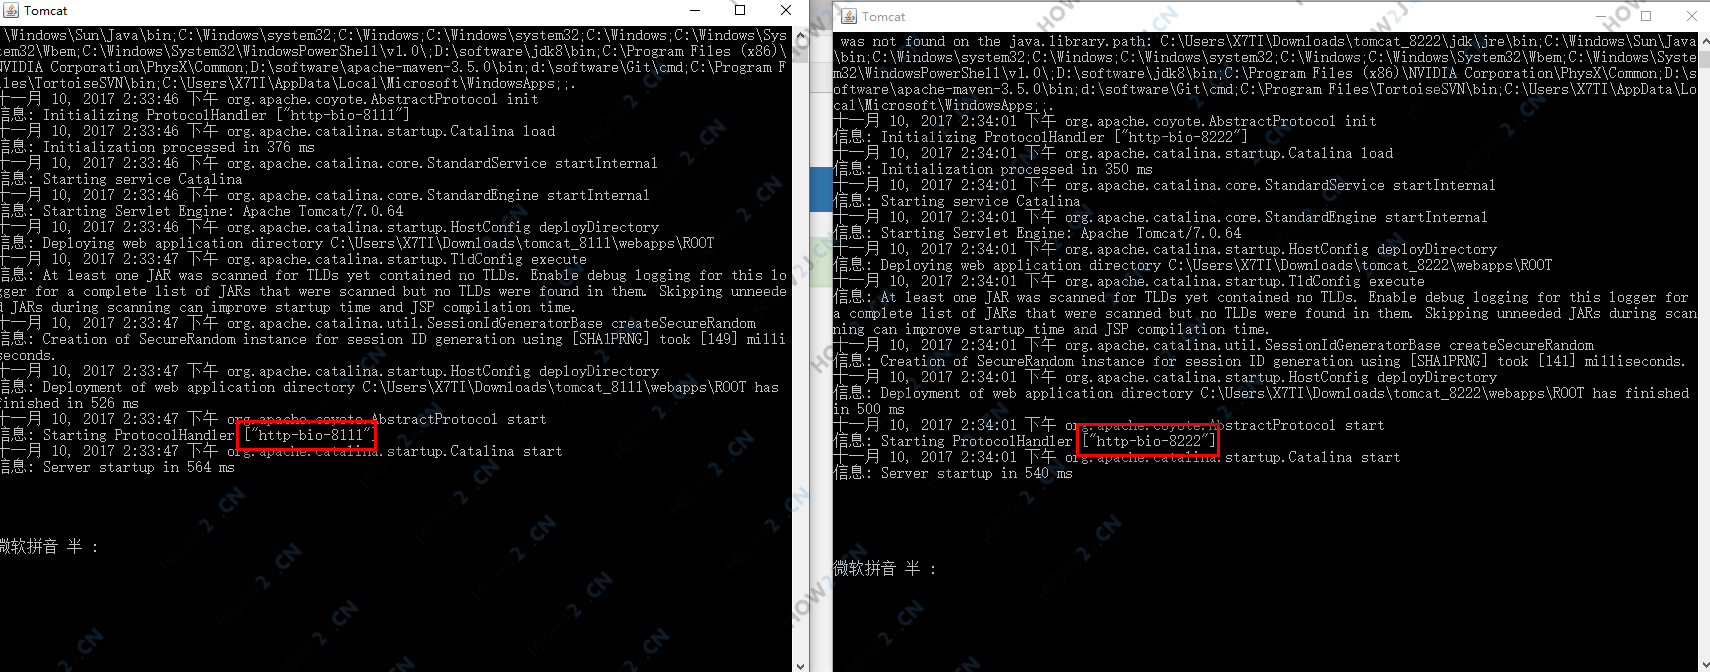 Tomcat
\Windows\Sun\Java\bin;C:\Windows\system32;C:\Windows;C:\Windows\system32;C:\Windows;C:\Windows\Sys
tem32\Wbem;C:\Windows\System32\WindowsPowerShell\v1.0\;D:\software\jdk8\bin;C:\Program Files (x86)\
NVIDIA Corporation\PhysX\Common;D:\software\apache-maven-3.5.0\bin;d:\software\Git\cmd;C:\Program F
iles\TortoiseSVN\bin;C:\Users\X7TI\AppData\Local\Microsoft\WindowsApps;;.
十一月 10, 2017 2:33:46 下午 org.apache.coyote.AbstractProtocol init
信息: Initializing ProtocolHandler ["http-bio-8111"]
十一月 10, 2017 2:33:46 下午 org.apache.catalina.startup.Catalina load
信息: Initialization processed in 376 ms
十一月 10, 2017 2:33:46 下午 org.apache.catalina.core.StandardService startInternal
信息: Starting service Catalina
十一月 10, 2017 2:33:46 下午 org.apache.catalina.core.StandardEngine startInternal
信息: Starting Servlet Engine: Apache Tomcat/7.0.64
十一月 10, 2017 2:33:46 下午 org.apache.catalina.startup.HostConfig deployDirectory
信息: Deploying web application directory C:\Users\X7TI\Downloads\tomcat_8111\webapps\ROOT
十一月 10, 2017 2:33:47 下午 org.apache.catalina.startup.TldConfig execute
信息: At least one JAR was scanned for TLDs yet contained no TLDs. Enable debug logging for this lo
gger for a complete list of JARs that were scanned but no TLDs were found in them. Skipping unneede
d JARs during scanning can improve startup time and JSP compilation time.
十一月 10, 2017 2:33:47 下午 org.apache.catalina.util.SessionIdGeneratorBase createSecureRandom
信息: Creation of SecureRandom instance for session ID generation using [SHA1PRNG] took [149] milli
seconds.
十一月 10, 2017 2:33:47 下午 org.apache.catalina.startup.HostConfig deployDirectory
信息: Deployment of web application directory C:\Users\X7TI\Downloads\tomcat_8111\webapps\ROOT has
finished in 526 ms
十一月 10, 2017 2:33:47 下午 org.apache.coyote.AbstractProtocol start
信息: Starting ProtocolHandler ["http-bio-8111"]
十一月 10, 2017 2:33:47 下午 org.apache.catalina.startup.Catalina start
信息: Server startup in 564 ms
微软拼音 半 :
Tomcat
was not found on the java.library.path: C:\Users\X7TI\Downloads\tomcat_8222\jdk\jre\bin;C:\Windows\Sun\Java
\bin;C:\Windows\system32;C:\Windows;C:\Windows\system32;C:\Windows;C:\Windows\System32\Wbem;C:\Windows\Syste
m32\WindowsPowerShell\v1.0\;D:\software\jdk8\bin;C:\Program Files (x86)\NVIDIA Corporation\PhysX\Common;D:\s
oftware\apache-maven-3.5.0\bin;d:\software\Git\cmd;C:\Program Files\TortoiseSVN\bin;C:\Users\X7TI\AppData\Lo
cal\Microsoft\WindowsApps;;.
十一月 10, 2017 2:34:01 下午 org.apache.coyote.AbstractProtocol init
信息: Initializing ProtocolHandler ["http-bio-8222"]
十一月 10, 2017 2:34:01 下午 org.apache.catalina.startup.Catalina load
信息: Initialization processed in 350 ms
十一月 10, 2017 2:34:01 下午 org.apache.catalina.core.StandardService startInternal
信息: Starting service Catalina
十一月 10, 2017 2:34:01 下午 org.apache.catalina.core.StandardEngine startInternal
信息: Starting Servlet Engine: Apache Tomcat/7.0.64
十一月 10, 2017 2:34:01 下午 org.apache.catalina.startup.HostConfig deployDirectory
信息: Deploying web application directory C:\Users\X7TI\Downloads\tomcat_8222\webapps\ROOT
十一月 10, 2017 2:34:01 下午 org.apache.catalina.startup.TldConfig execute
信息: At least one JAR was scanned for TLDs yet contained no TLDs. Enable debug logging for this logger for
a complete list of JARs that were scanned but no TLDs were found in them. Skipping unneeded JARs during scan
ning can improve startup time and JSP compilation time.
十一月 10, 2017 2:34:01 下午 org.apache.catalina.util.SessionIdGeneratorBase createSecureRandom
信息: Creation of SecureRandom instance for session ID generation using [SHA1PRNG] took [141] milliseconds.
十一月 10, 2017 2:34:01 下午 org.apache.catalina.startup.HostConfig deployDirectory
信息: Deployment of web application directory C:\Users\X7TI\Downloads\tomcat_8222\webapps\ROOT has finished
in 500 ms
十一月 10, 2017 2:34:01 下午 org.apache.coyote.AbstractProtocol start
信息: Starting ProtocolHandler ["http-bio-8222"]
十一月 10, 2017 2:34:01 下午 org.apache.catalina.startup.Catalina start
信息: Server startup in 540 ms
微软拼音 半 :
HOW2J.CN